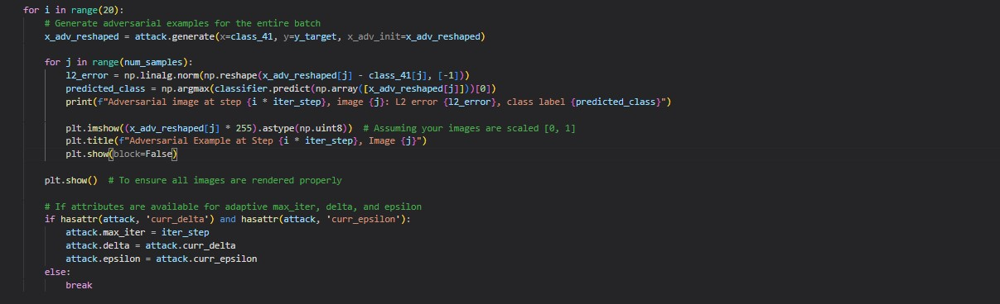 for i in range(20):
    # Generate adversarial examples for the entire batch
    x_adv_reshaped = attack.generate(x=class_41, y=y_target, x_adv_init=x_adv_reshaped)

    for j in range(num_samples):
        l2_error = np.linalg.norm(np.reshape(x_adv_reshaped[j] - class_41[j], [-1]))
        predicted_class = np.argmax(classifier.predict(np.array([x_adv_reshaped[j]]))[0])
        print(f"Adversarial image at step {i * iter_step}, image {j}: L2 error {l2_error}, class label {predicted_class}")

        plt.imshow((x_adv_reshaped[j] * 255).astype(np.uint8))  # Assuming your images are scaled [0, 1]
        plt.title(f"Adversarial Example at Step {i * iter_step}, Image {j}")
        plt.show(block=False)

    plt.show()  # To ensure all images are rendered properly

    # If attributes are available for adaptive max_iter, delta, and epsilon
    if hasattr(attack, 'curr_delta') and hasattr(attack, 'curr_epsilon'):
        attack.max_iter = iter_step
        attack.delta = attack.curr_delta
        attack.epsilon = attack.curr_epsilon
    else:
        break